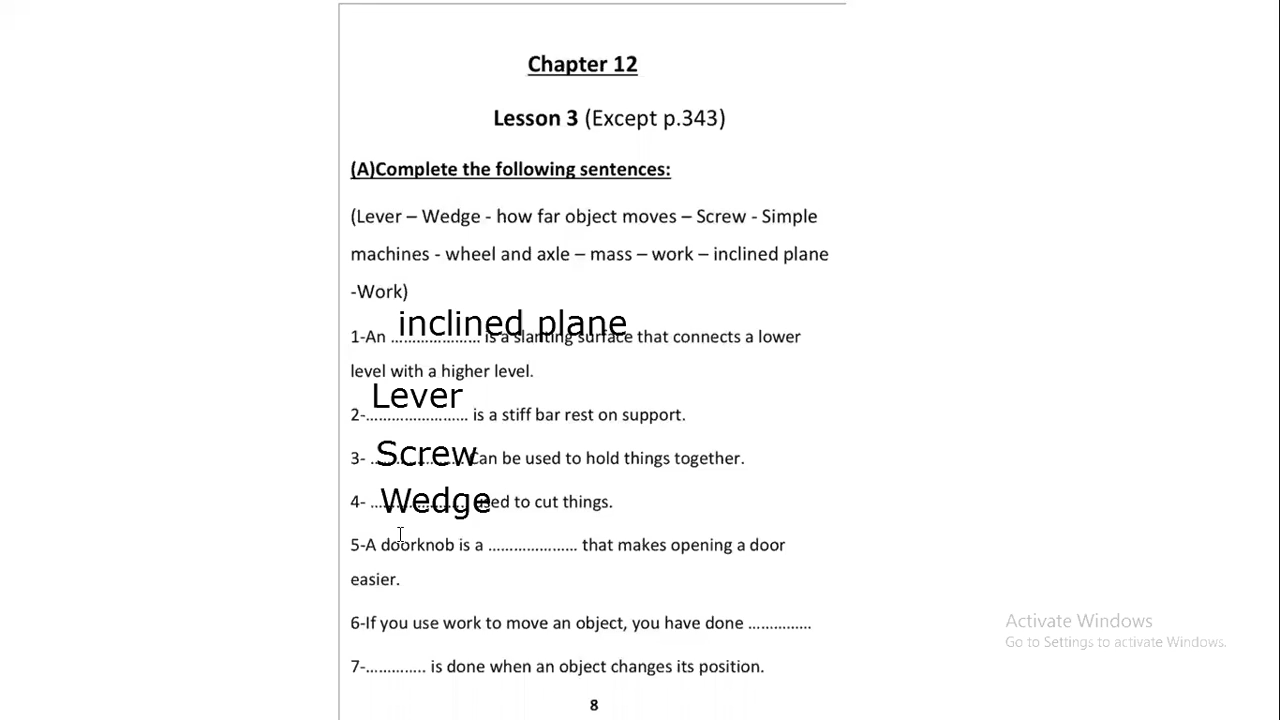 Chapter 12
Lesson 3 (Except p.343)
(A)Complete the following sentences:
(Lever – Wedge - how far object moves – Screw - Simple
machines - wheel and axle – mass – work – inclined plane
-Work)
inclined plane
1-An ………………… is a slanting surface that connects a lower
level with a higher level.
Lever
2-…………………… is a stiff bar rest on support.
3- Screw Can be used to hold things together.
4- … Wedge used to cut things.
5-A doorknob is a ………………… that makes opening a door
easier.
6-If you use work to move an object, you have done …………..
7-………….. is done when an object changes its position.
8
Activate Windows
Go to Settings to activate Windows.